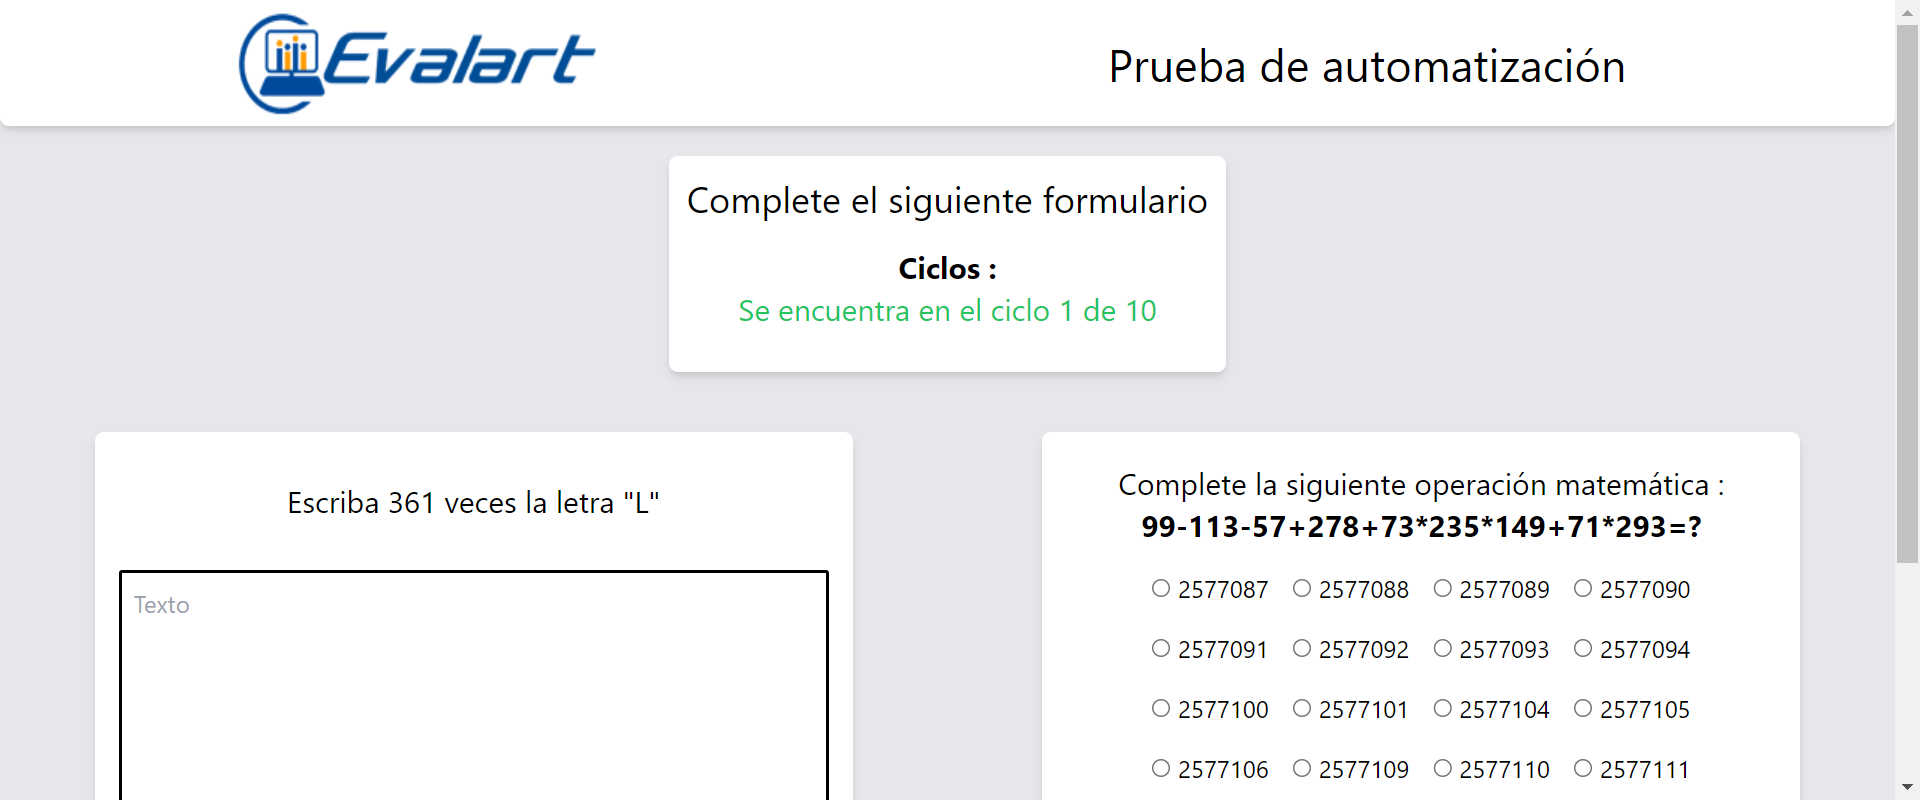 Evalart
Prueba de automatización
Complete el siguiente formulario
Ciclos :
Se encuentra en el ciclo 1 de 10
Escriba 361 veces la letra "L"
Texto
Complete la siguiente operación matemática :
99-113-57+278+73*235*149+71*293=?
2577087 2577088 2577089 2577090
2577091 2577092 2577093 2577094
2577100 2577101 2577104 2577105
2577106 2577109 2577110 2577111